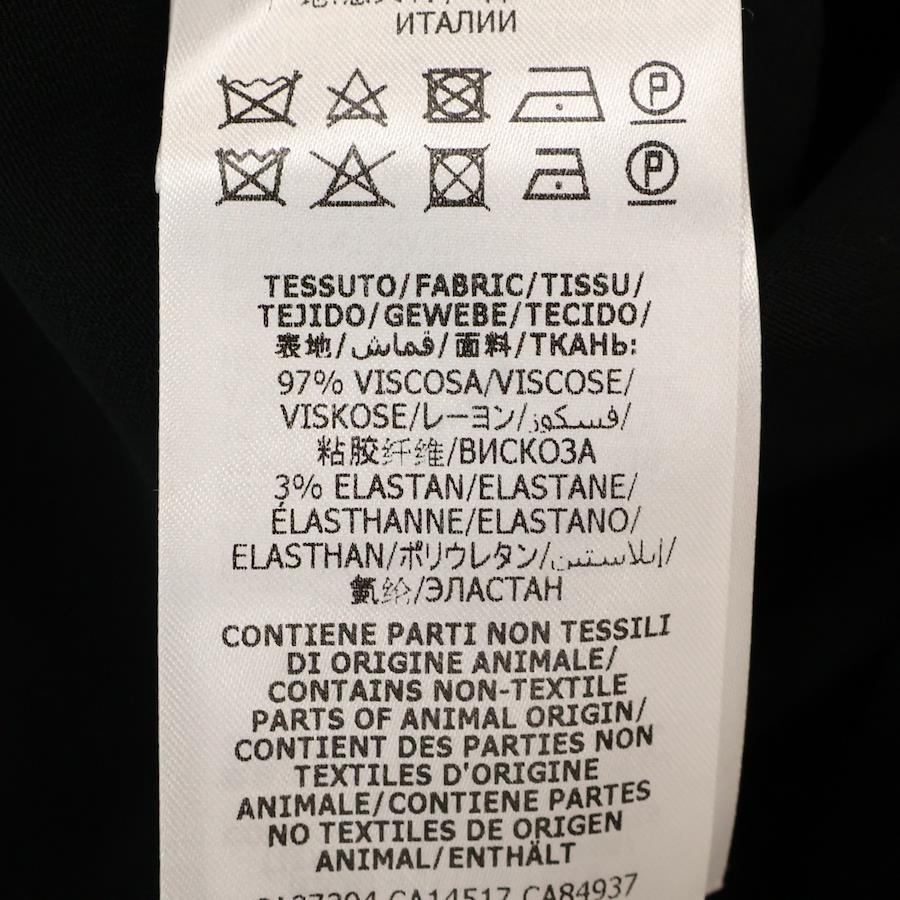 ИТАЛИИ
P
P
TESSUTO/FABRIC/TISSU/
TEJIDO/GEWEBE/TECIDO/
表地/قماش/面料/ТКАНЬ:
97% VISCOSA/VISCOSE/
VISKOSE/レーヨン/فسكوز/
粘胶纤维/ВИСКОЗА
3% ELASTAN/ELASTANE/
ÉLASTHANNE/ELASTANO/
ELASTHAN/ポリウレタン/إيلاستين/
氨纶/ЭЛАСТАН
CONTIENE PARTI NON TESSILI
DI ORIGINE ANIMALE/
CONTAINS NON-TEXTILE
PARTS OF ANIMAL ORIGIN/
CONTIENT DES PARTIES NON
TEXTILES D'ORIGINE
ANIMALE/CONTIENE PARTES
NO TEXTILES DE ORIGEN
ANIMAL/ENTHÄLT
CA14517 CA84937